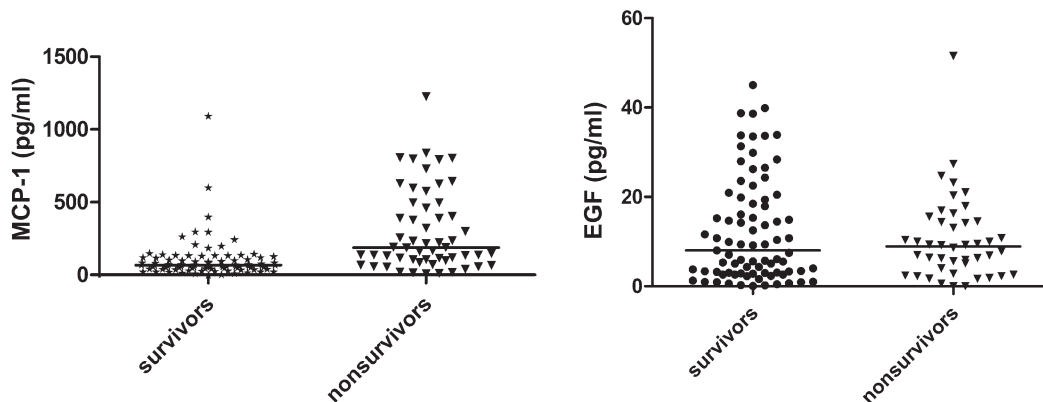 MCP-1 (pg/ml)
1500
1000
500
0
survivors
nonsurvivors
EGF (pg/ml)
60
40
20
0
survivors
nonsurvivors